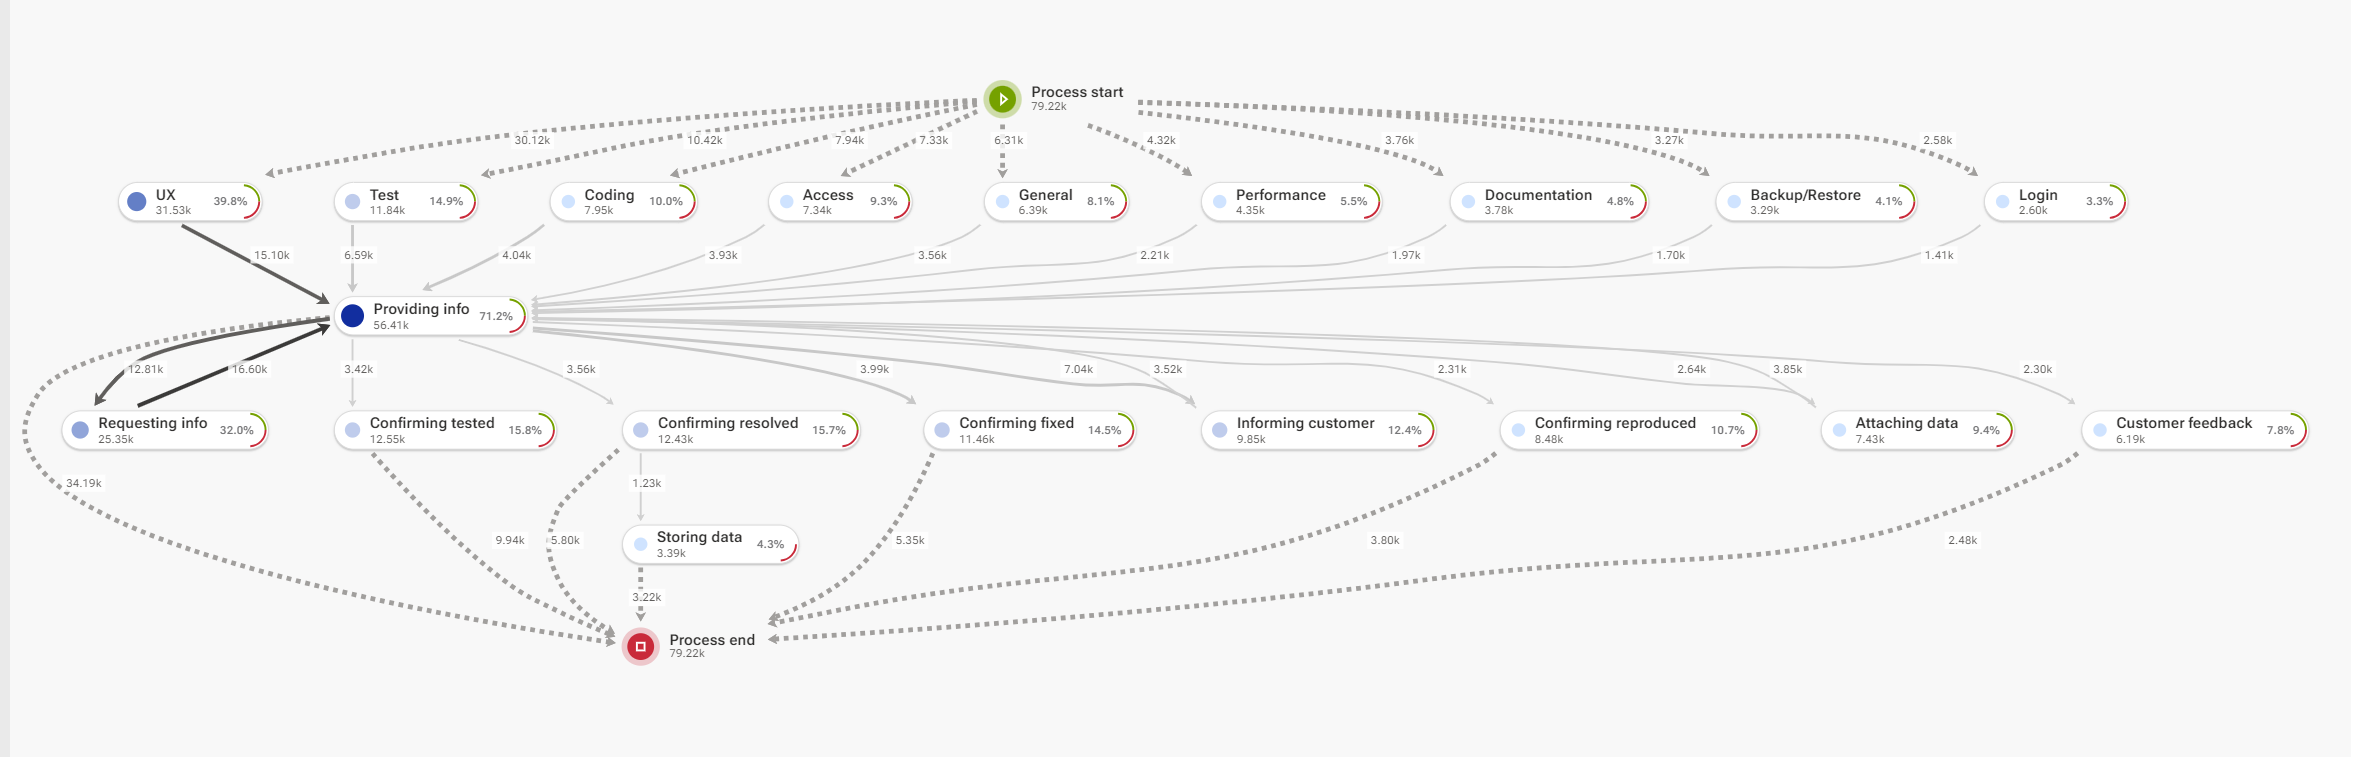 Process start
79.22k
30.12k
10.42k
7.94k
7.33k
6.31k
4.32k
3.76k
3.27k
2.58k
UX
31.53k
39.8%
Test
11.84k
14.9%
Coding
7.95k
10.0%
Access
7.34k
9.3%
General
6.39k
8.1%
Performance
4.35k
5.5%
Documentation
3.78k
4.8%
Backup/Restore
3.29k
4.1%
Login
2.60k
3.3%
15.10k
6.59k
4.04k
3.93k
3.56k
2.21k
1.97k
1.70k
1.41k
Providing info
56.41k
71.2%
12.81k
16.60k
3.42k
3.56k
3.99k
7.04k
3.52k
2.31k
2.64k
3.85k
2.30k
Requesting info
25.35k
32.0%
Confirming tested
12.55k
15.8%
Confirming resolved
12.43k
15.7%
Confirming fixed
11.46k
14.5%
Informing customer
9.85k
12.4%
Confirming reproduced
8.48k
10.7%
Attaching data
7.43k
9.4%
Customer feedback
6.19k
7.8%
34.19k
1.23k
9.94k
5.80k
Storing data
3.39k
4.3%
5.35k
3.80k
2.48k
3.22k
Process end
79.22k